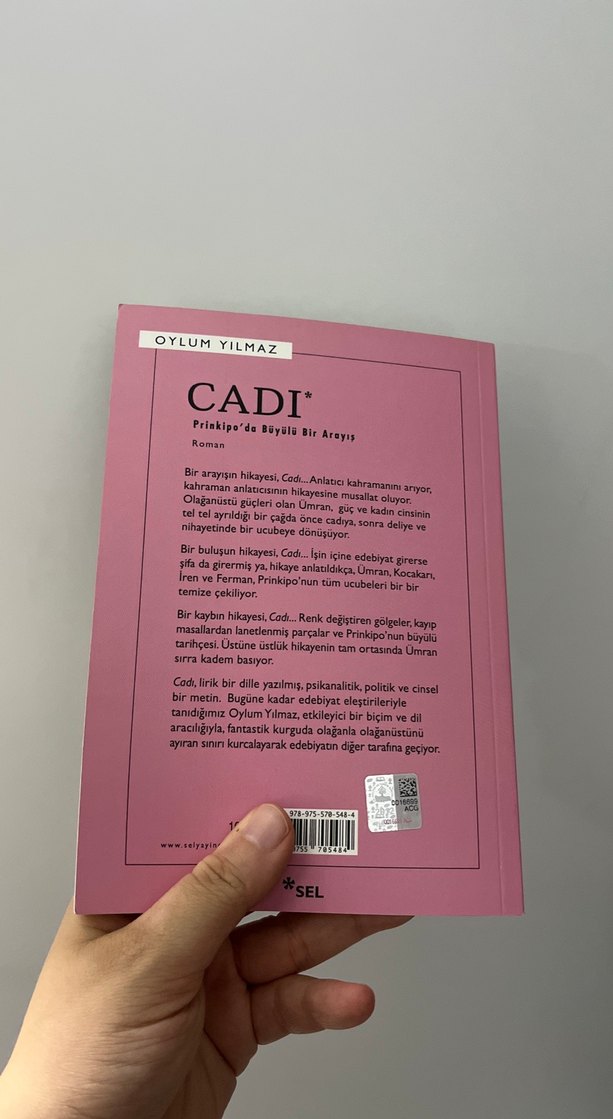 OYLUM YILMAZ
CADI*
Prinkipo'da Büyülü Bir Arayış
Roman
Bir arayışın hikayesi, Cadı... Anlatıcı kahramanını arıyor,
kahraman anlatıcısının hikayesine musallat oluyor.
Olağanüstü güçleri olan Ümran, güç ve kadın cinsinin
tel tel ayrıldığı bir çağda önce cadıya, sonra deliye ve
nihayetinde bir ucubeye dönüşüyor.
Bir buluşun hikayesi, Cadı... İşin içine edebiyat girerse
şifa da girermiş ya, hikaye anlatıldıkça, Ümran, Kocakarı,
İren ve Ferman, Prinkipo'nun tüm ucubeleri bir bir
temize çekiliyor.
Bir kaybın hikayesi, Cadı... Renk değiştiren gölgeler, kayıp
masallardan lanetlenmiş parçalar ve Prinkipo'nun büyülü
tarihçesi. Üstüne üstlük hikayenin tam ortasında Ümran
sırra kadem basıyor.
Cadı, lirik bir dille yazılmış, psikanalitik, politik ve cinsel
bir metin. Bugüne kadar edebiyat eleştirileriyle
tanıdığımız Oylum Yılmaz, etkileyici bir biçim ve dil
aracılığıyla, fantastik kurguda olağanla olağanüstünü
ayıran sınırı kurcalayarak edebiyatın diğer tarafına geçiyor.
0016899
ACG
978-975-570-548-4
705484
www.selyayin
*SEL